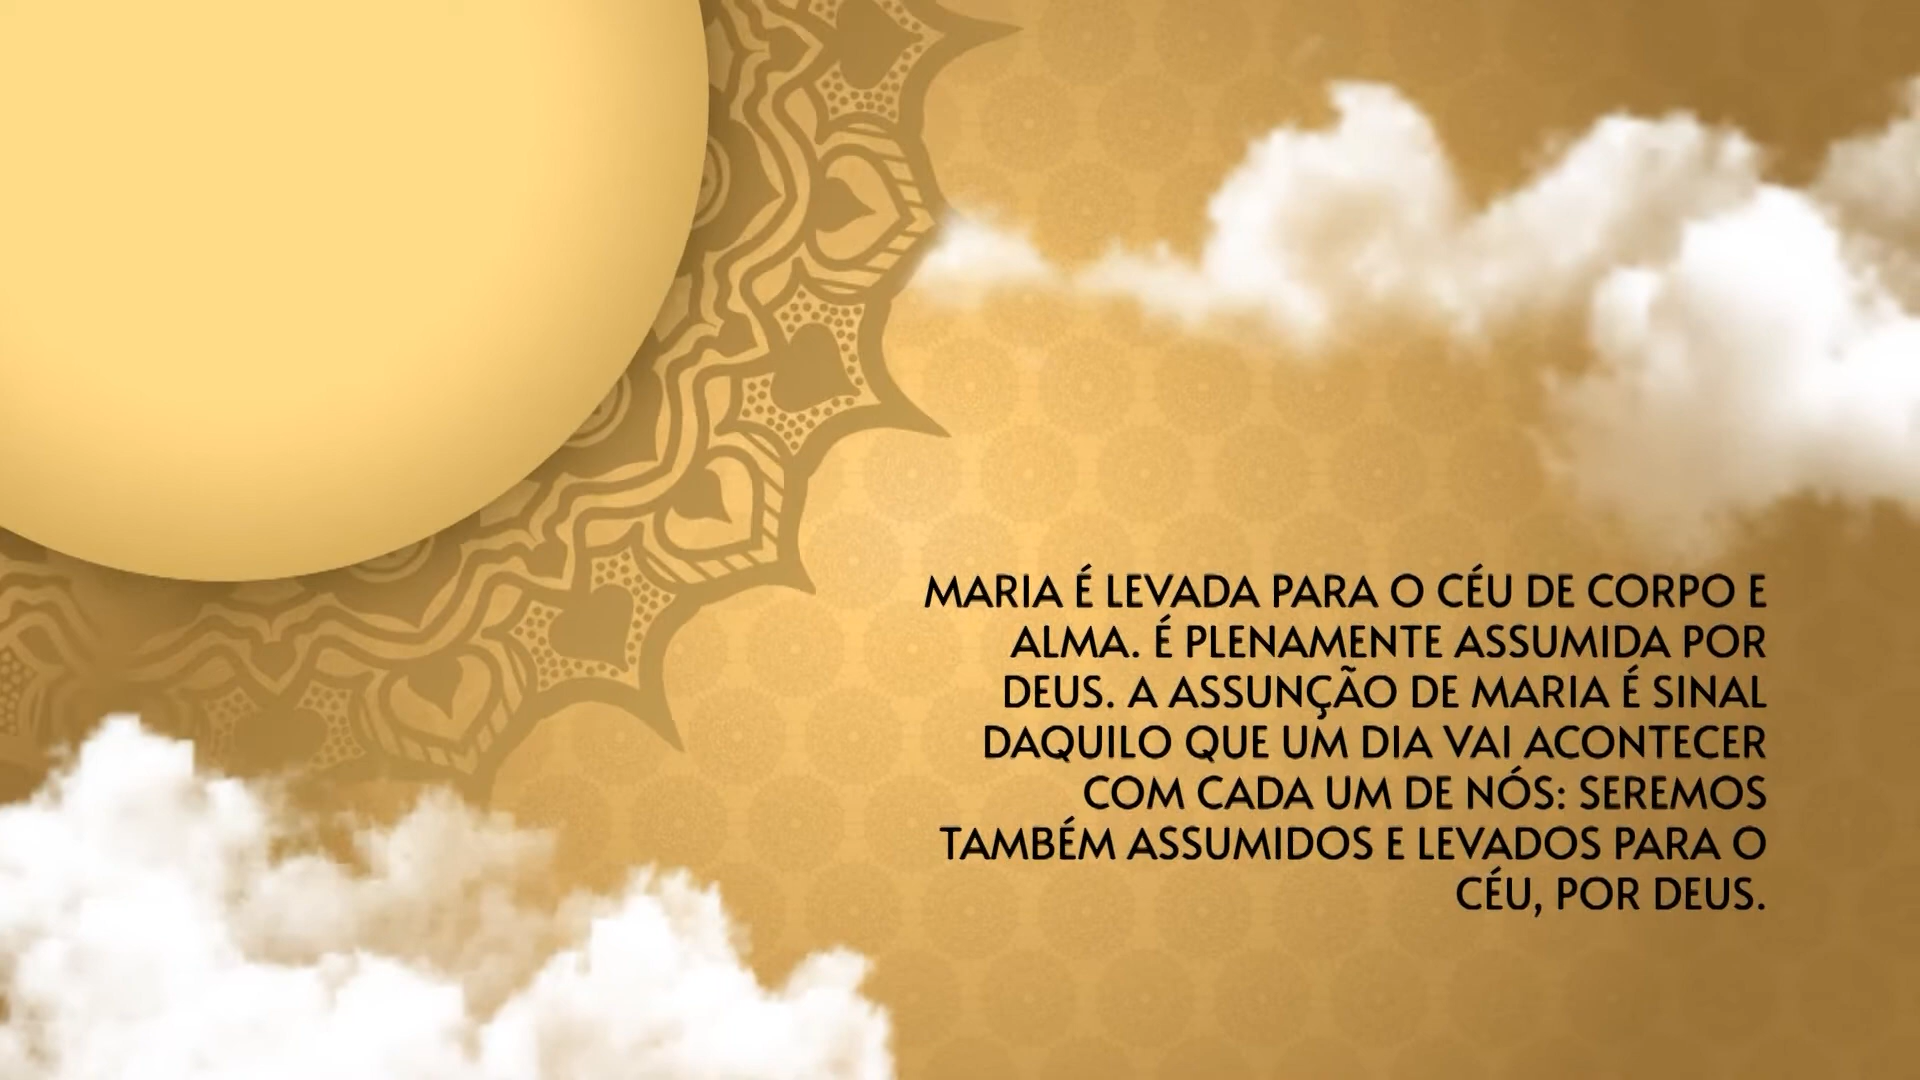 MARIA É LEVADA PARA O CÉU DE CORPO E
ALMA. É PLENAMENTE ASSUMIDA POR
DEUS. A ASSUNÇÃO DE MARIA É SINAL
DAQUILO QUE UM DIA VAI ACONTECER
COM CADA UM DE NÓS: SEREMOS
TAMBÉM ASSUMIDOS E LEVADOS PARA O
CÉU, POR DEUS.